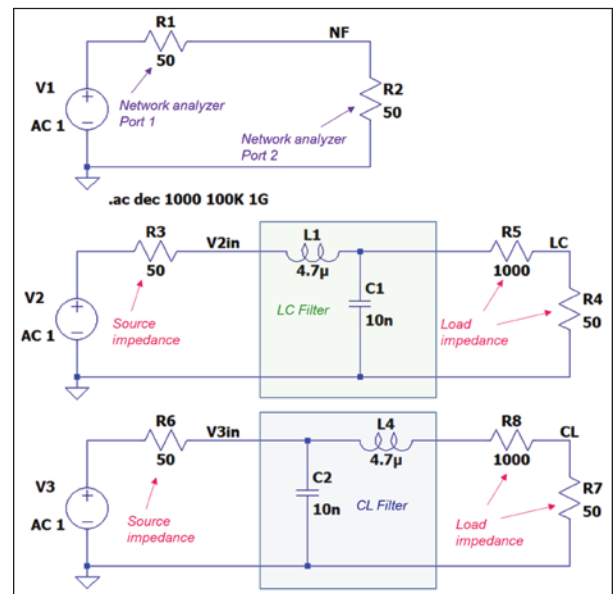 R1
NF
50
V1
AC 1
Network analyzer
Port 1
R2
50
Network analyzer
Port 2
.ac dec 1000 100K 1G
R3
V2in
L1
R5
LC
50
4.7µ
1000
V2
AC 1
C1
10n
R4
50
Source
impedance
LC Filter
Load
impedance
R6
V3in
L4
R8
CL
50
4.7µ
1000
V3
AC 1
C2
10n
R7
50
Source
impedance
CL Filter
Load
impedance